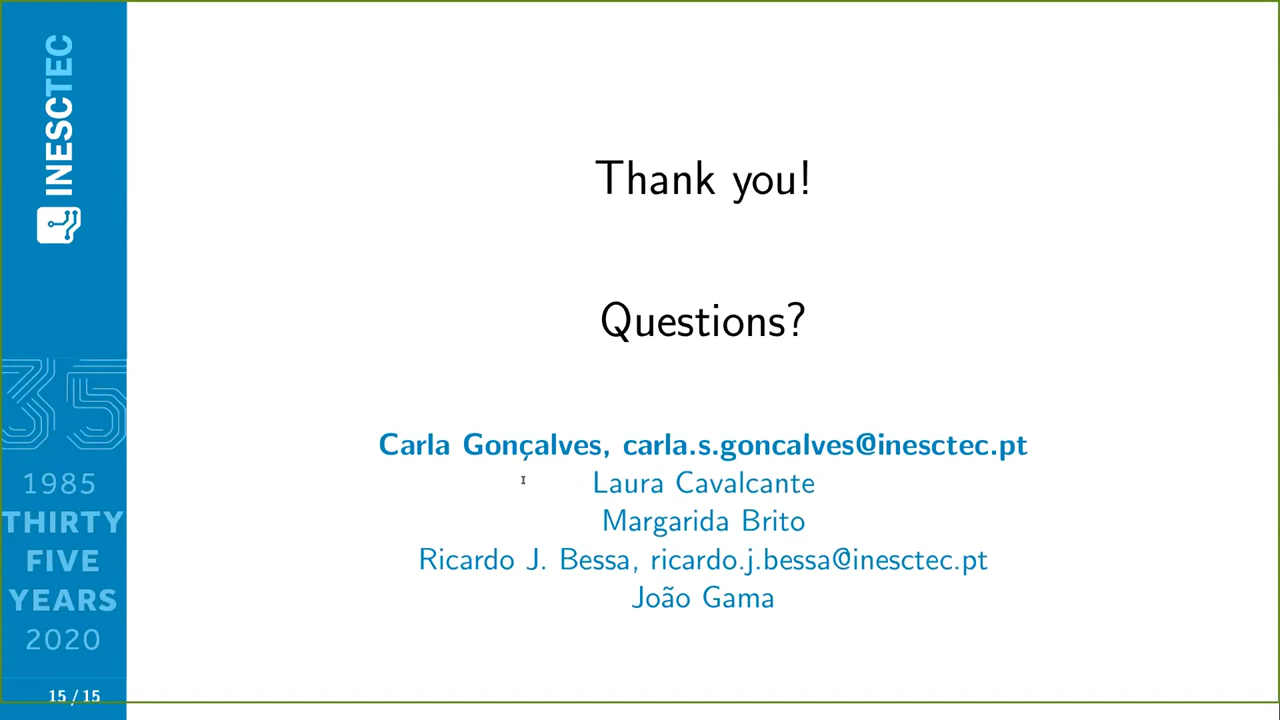 INESCTEC
35
1985
THIRTY
FIVE
YEARS
2020
15 / 15
Thank you!
Questions?
Carla Gonçalves, carla.s.goncalves@inesctec.pt
Laura Cavalcante
Margarida Brito
Ricardo J. Bessa, ricardo.j.bessa@inesctec.pt
João Gama